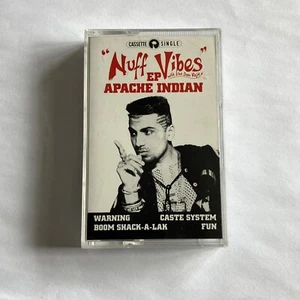 CASSETTE SINGLE
"Nuff Vibes"
EP
APACHE INDIAN
WARNING CASTE SYSTEM
BOOM SHACK-A-LAK FUN